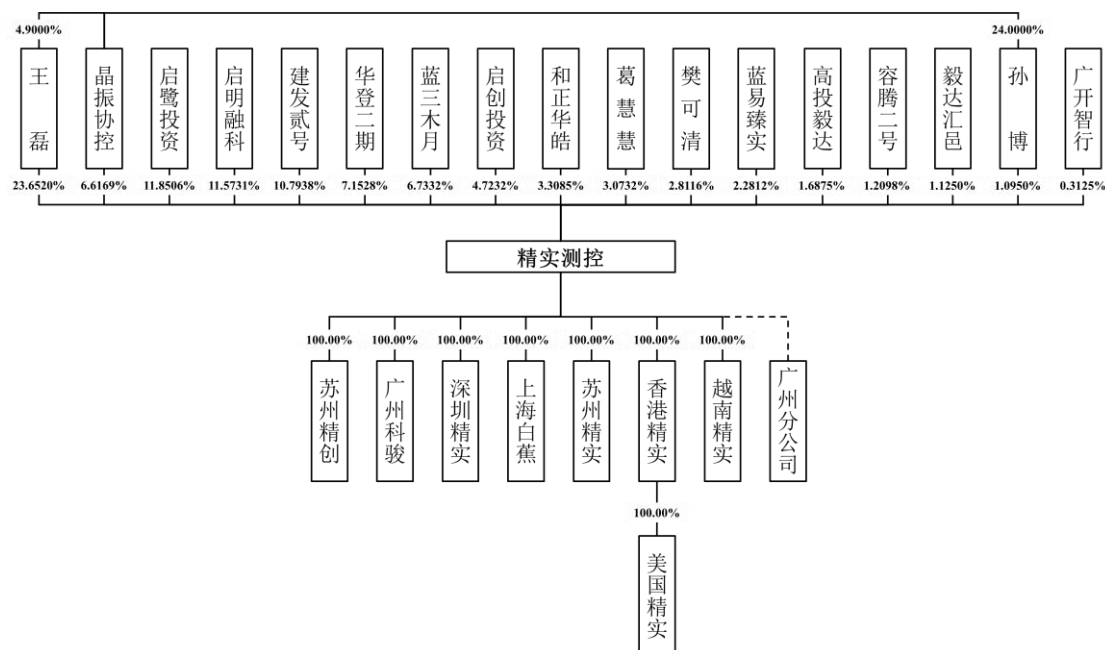 4.9000%
24.0000%
王磊
晶振协控
启鹭投资
启明融科
建发贰号
华登二期
蓝三木月
启创投资
和正华皓
葛慧慧
樊可清
蓝易臻实
高投毅达
容腾二号
毅达汇邑
孙博
广开智行
23.6520%
6.6169%
11.8506%
11.5731%
10.7938%
7.1528%
6.7332%
4.7232%
3.3085%
3.0732%
2.8116%
2.2812%
1.6875%
1.2098%
1.1250%
1.0950%
0.3125%
精实测控
100.00%
100.00%
100.00%
100.00%
100.00%
100.00%
100.00%
苏州精创
广州科骏
深圳精实
上海白蕉
苏州精实
香港精实
越南精实
广州分公司
100.00%
美国精实